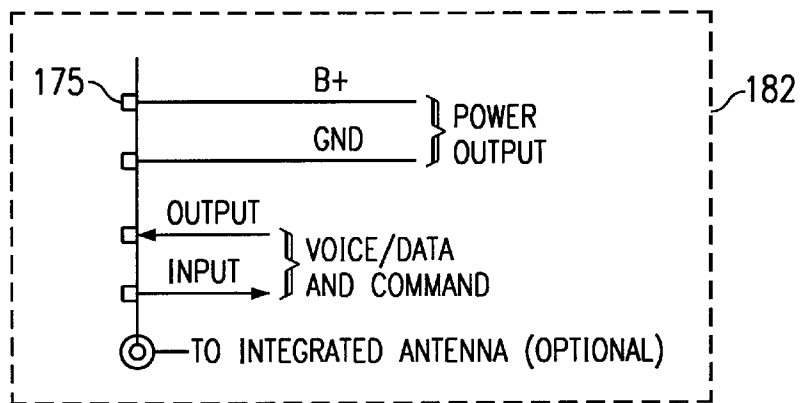 175
B+
GND
POWER
OUTPUT
182
OUTPUT
INPUT
VOICE/DATA
AND COMMAND
TO INTEGRATED ANTENNA (OPTIONAL)